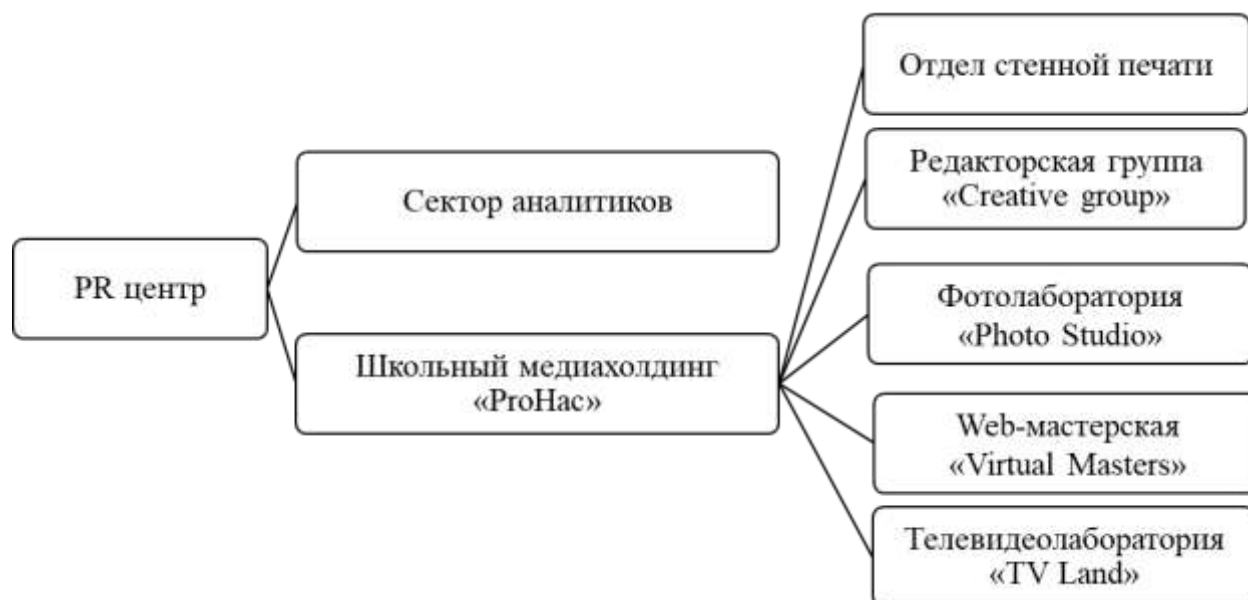 PR центр
Сектор аналитиков
Школьный медиахолдинг
«ProНас»
Отдел стенной печати
Редакторская группа
«Creative group»
Фотолаборатория
«Photo Studio»
Web-мастерская
«Virtual Masters»
Телевидеолаборатория
«TV Land»